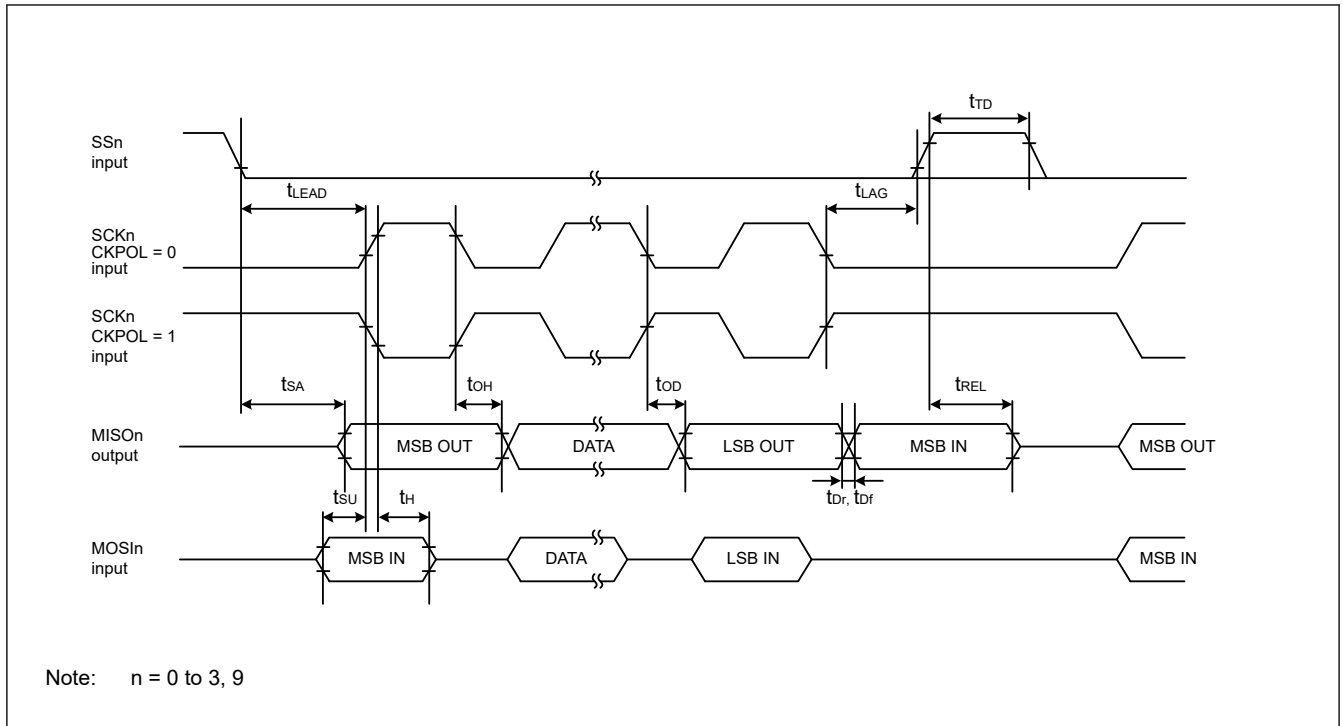 tTD
SSn
input
tLEAD
tLAG
SCKn
CKPOL = 0
input
SCKn
CKPOL = 1
input
tSA
tOH
tOD
tREL
MISOn
output
MSB OUT
DATA
LSB OUT
MSB IN
MSB OUT
tSU
tH
tDr, tDf
MOSIn
input
MSB IN
DATA
LSB IN
MSB IN
Note: n = 0 to 3, 9